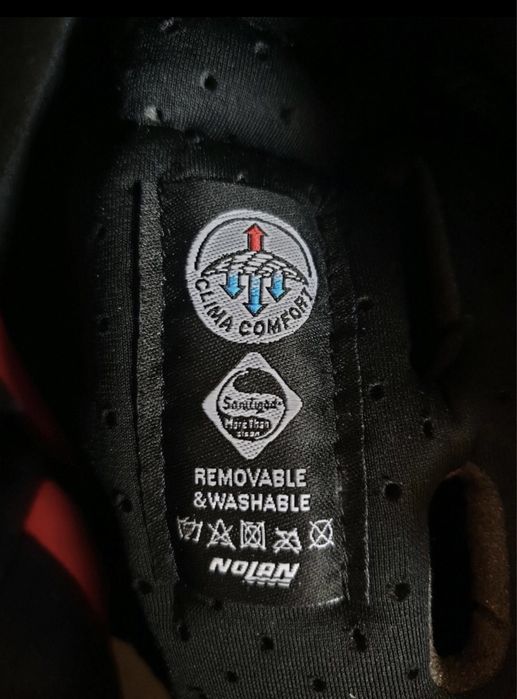 CLIMA COMFORT
Sanitized
More than
clean
REMOVABLE
&WASHABLE
NOLAN